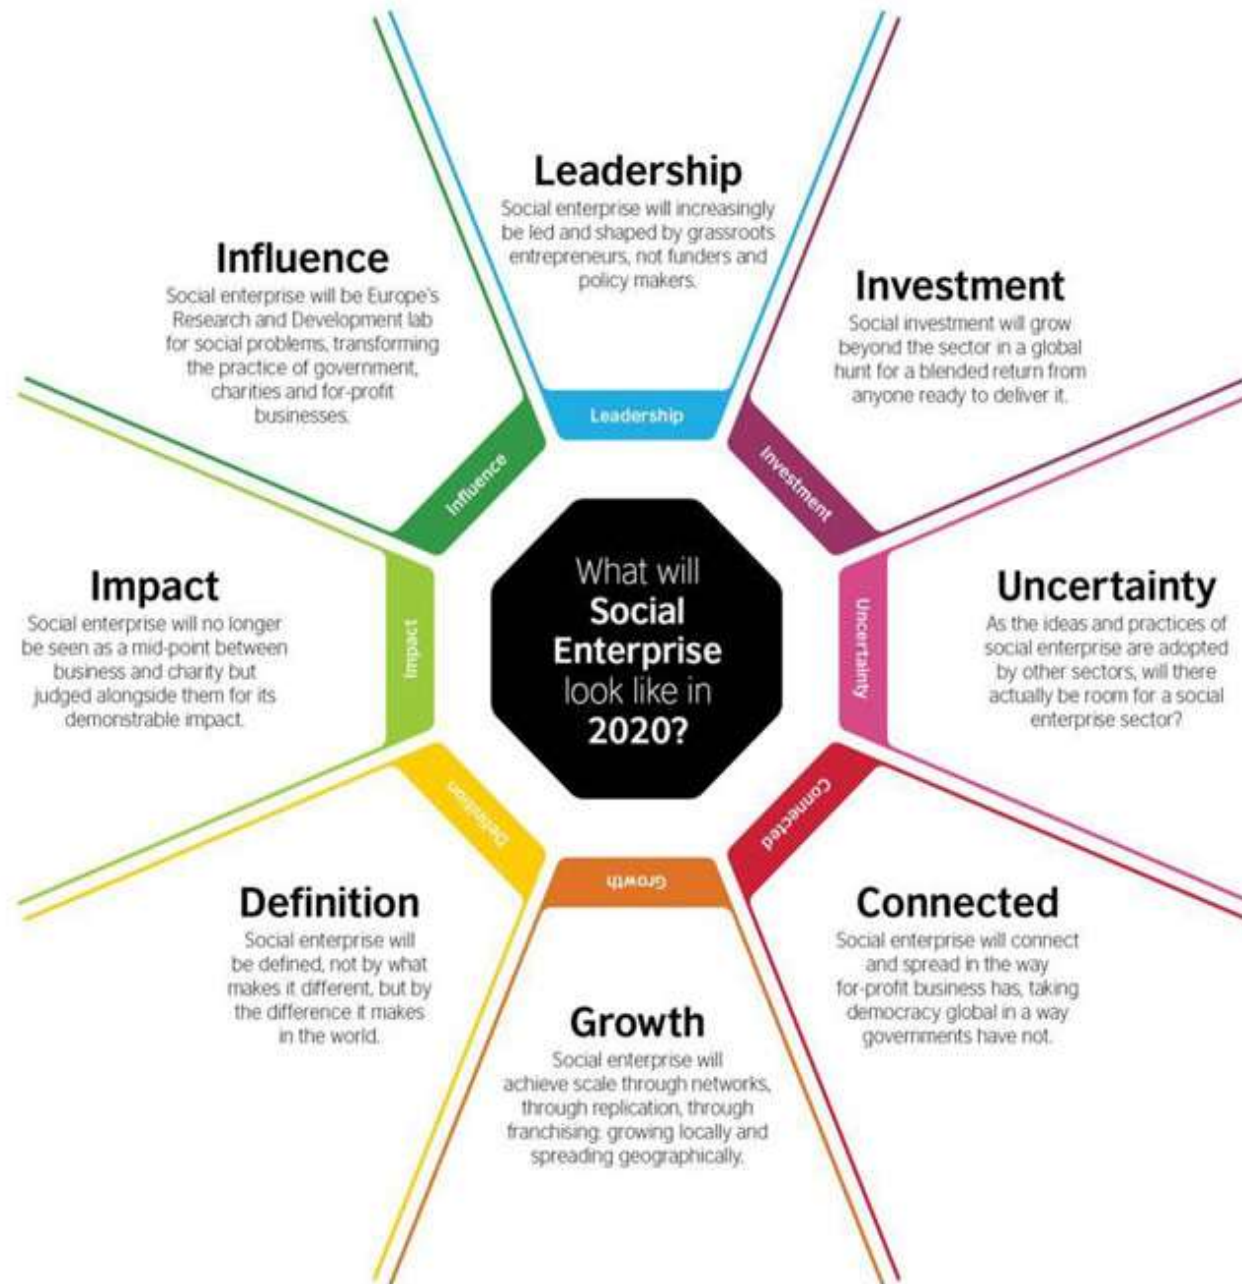 Leadership
Social enterprise will increasingly
be led and shaped by grassroots
entrepreneurs, not funders and
policy makers.
Influence
Social enterprise will be Europe's
Research and Development lab
for social problems, transforming
the practice of government,
charities and for-profit
businesses.
Investment
Social investment will grow
beyond the sector in a global
hunt for a blended return from
anyone ready to deliver it.
Leadership
Influence
Investment
Impact
Social enterprise will no longer
be seen as a mid-point between
business and charity but
judged alongside them for its
demonstrable impact.
Impact
What will
Social
Enterprise
look like in
2020?
Uncertainty
Uncertainty
As the ideas and practices of
social enterprise are adopted
by other sectors, will there
actually be room for a social
enterprise sector?
Definition
Growth
Connected
Definition
Social enterprise will
be defined, not by what
makes it different, but by
the difference it makes
in the world.
Growth
Social enterprise will
achieve scale through networks,
through replication, through
franchising: growing locally and
spreading geographically.
Connected
Social enterprise will connect
and spread in the way
for-profit business has, taking
democracy global in a way
governments have not.